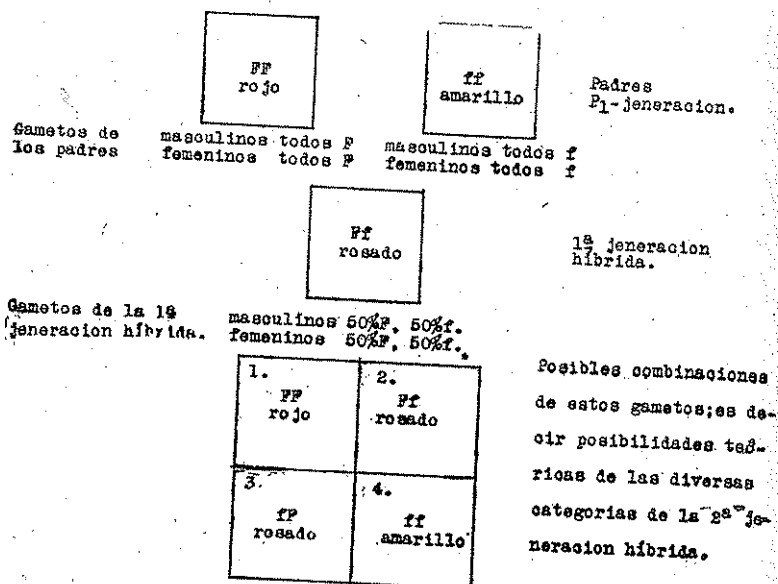 FF
rojo
ff
amarillo
Padres
P1-jeneracion.
Gametos de
los padres
masculinos todos F
femeninos todos F
masculinos todos f
femeninos todos f
Ff
rosado
1ª jeneracion
híbrida.
Gametos de la 1ª
jeneracion híbrida.
masculinos 50%F, 50%f.
femeninos 50%F, 50%f.
1.
FF
rojo
2.
Ff
rosado
3.
fF
rosado
4.
ff
amarillo
Posibles combinaciones
de estos gametos;es de-
cir posibilidades teó-
ricas de las diversas
categorias de la 2ª je-
neracion híbrida.